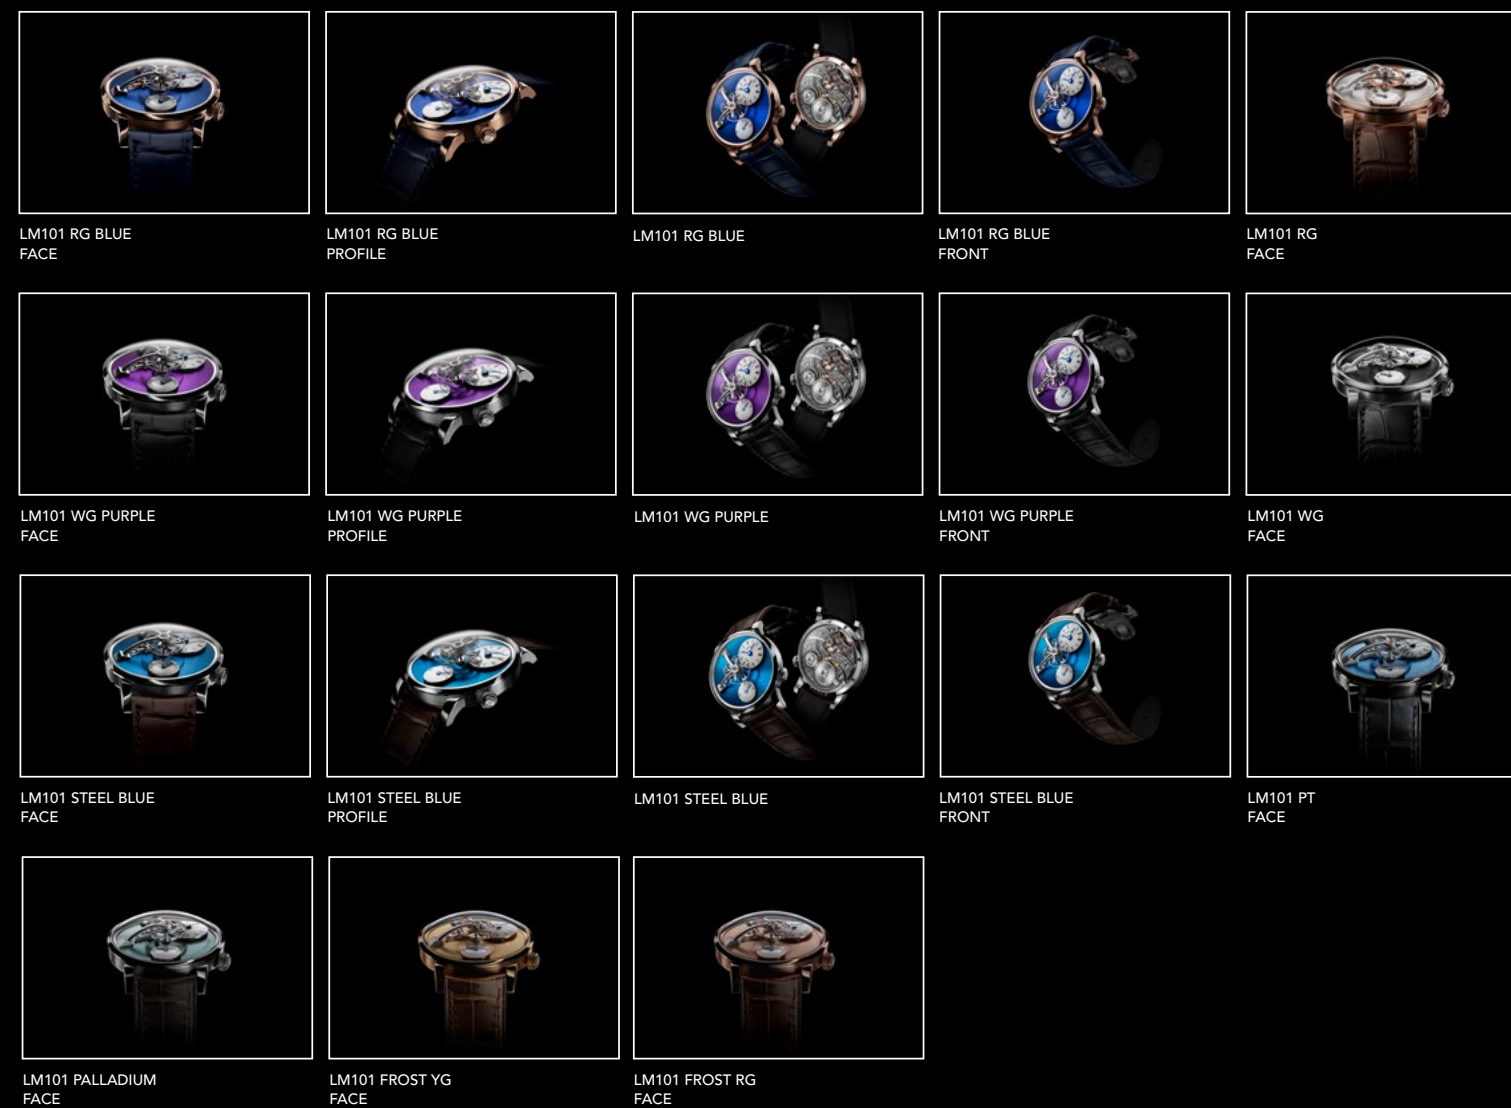 LM101 RG BLUE
FACE
LM101 RG BLUE
PROFILE
LM101 RG BLUE
LM101 RG BLUE
FRONT
LM101 RG
FACE
LM101 WG PURPLE
FACE
LM101 WG PURPLE
PROFILE
LM101 WG PURPLE
LM101 WG PURPLE
FRONT
LM101 WG
FACE
LM101 STEEL BLUE
FACE
LM101 STEEL BLUE
PROFILE
LM101 STEEL BLUE
LM101 STEEL BLUE
FRONT
LM101 PT
FACE
LM101 PALLADIUM
FACE
LM101 FROST YG
FACE
LM101 FROST RG
FACE